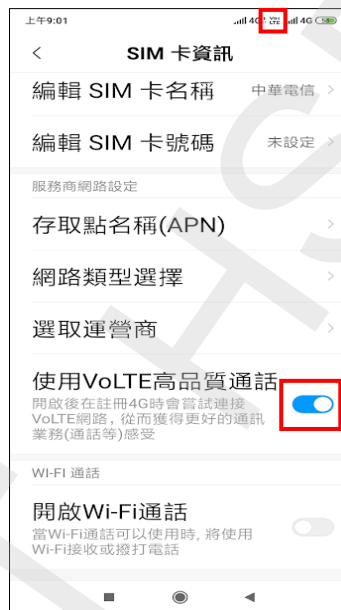 上午9:01 4G+ VoLTE 4G
SIM 卡資訊
編輯 SIM 卡名稱 中華電信
編輯 SIM 卡號碼 未設定
服務商網路設定
存取點名稱(APN)
網路類型選擇
選取運營商
使用VoLTE高品質通話
開啟後在註冊4G時會嘗試連接
VoLTE網路，從而獲得更好的通訊
業務(通話等)感受
WI-FI 通話
開啟Wi-Fi通話
當Wi-Fi通話可以使用時, 將使用
Wi-Fi接收或撥打電話